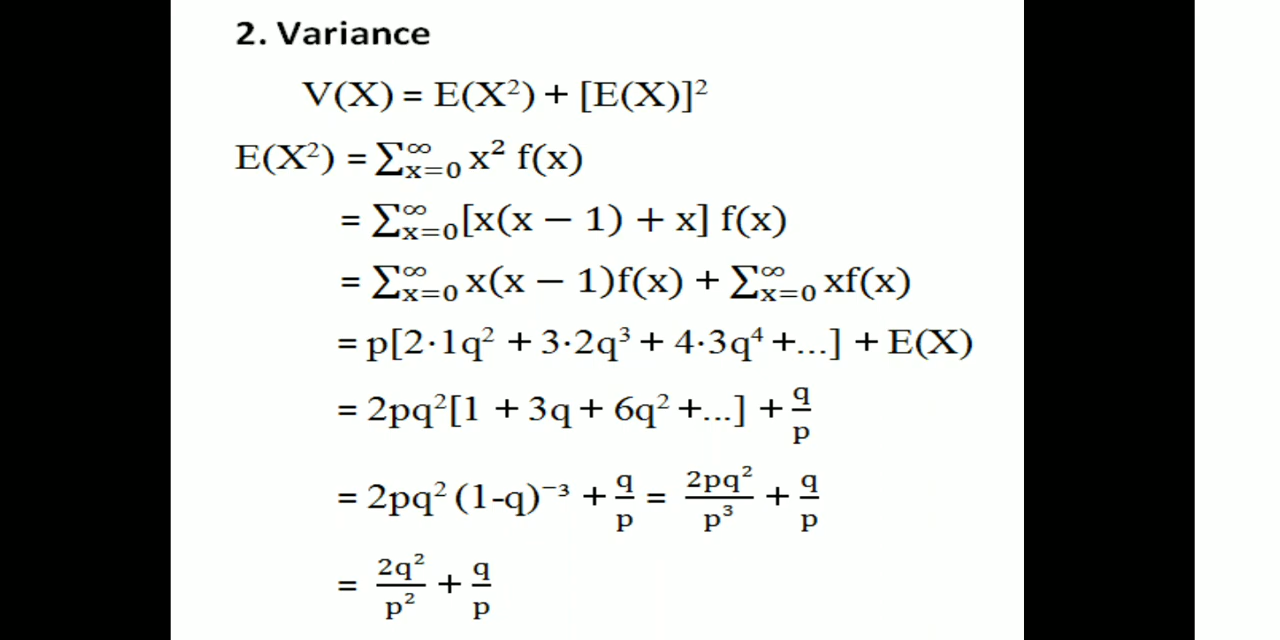 2. Variance
V(X) = E(X²) + [E(X)]²
E(X²) = ∑_{x=0}^{∞} x² f(x)
= ∑_{x=0}^{∞} [x(x − 1) + x] f(x)
= ∑_{x=0}^{∞} x(x − 1)f(x) + ∑_{x=0}^{∞} xf(x)
= p[2·1q² + 3·2q³ + 4·3q⁴ +...] + E(X)
= 2pq²[1 + 3q + 6q² +...] + q/p
= 2pq² (1-q)⁻³ + q/p = 2pq²/p³ + q/p
= 2q²/p² + q/p